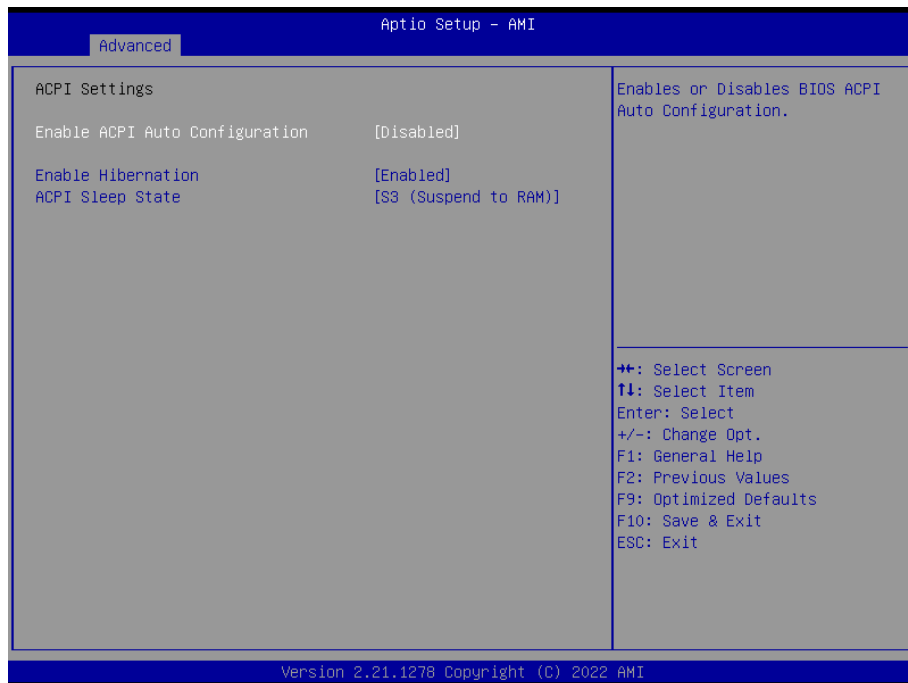 Aptio Setup – AMI
Advanced
ACPI Settings
Enable ACPI Auto Configuration [Disabled]
Enable Hibernation [Enabled]
ACPI Sleep State [S3 (Suspend to RAM)]
Enables or Disables BIOS ACPI
Auto Configuration.
→←: Select Screen
↑↓: Select Item
Enter: Select
+/-: Change Opt.
F1: General Help
F2: Previous Values
F9: Optimized Defaults
F10: Save & Exit
ESC: Exit
Version 2.21.1278 Copyright (C) 2022 AMI